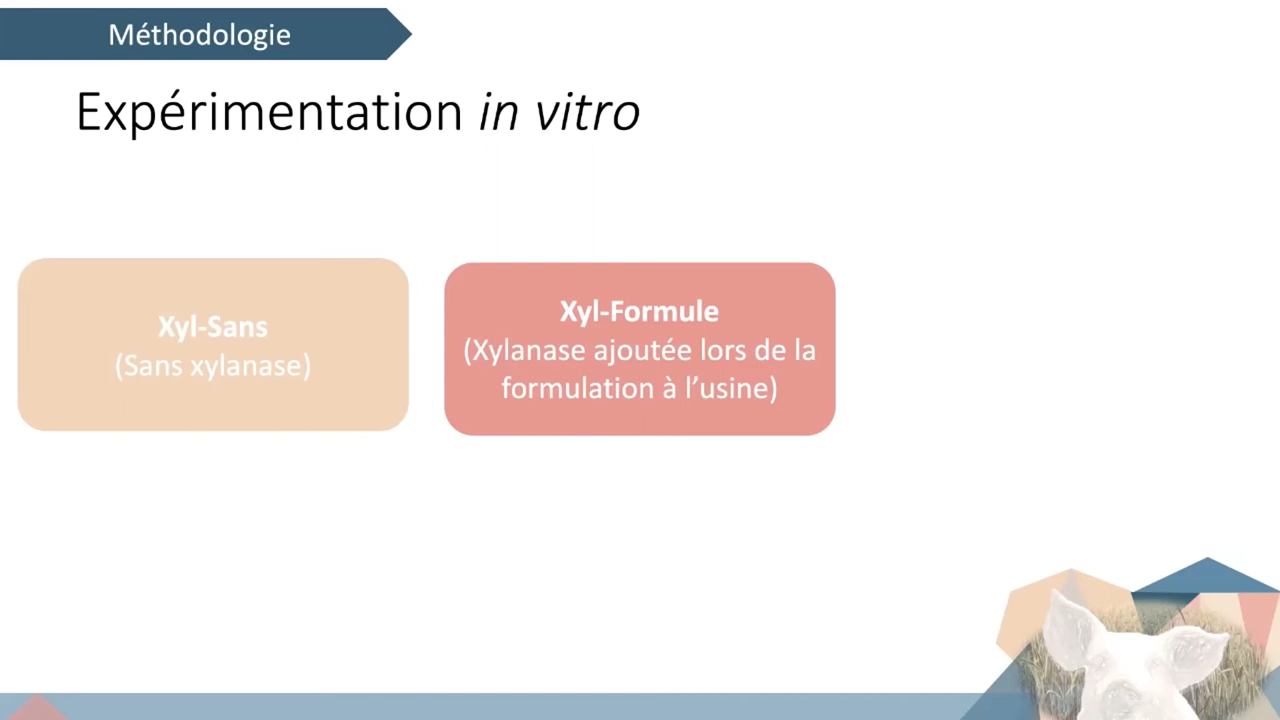 Méthodologie
Expérimentation in vitro
Xyl-Sans
(Sans xylanase)
Xyl-Formule
(Xylanase ajoutée lors de la
formulation à l’usine)